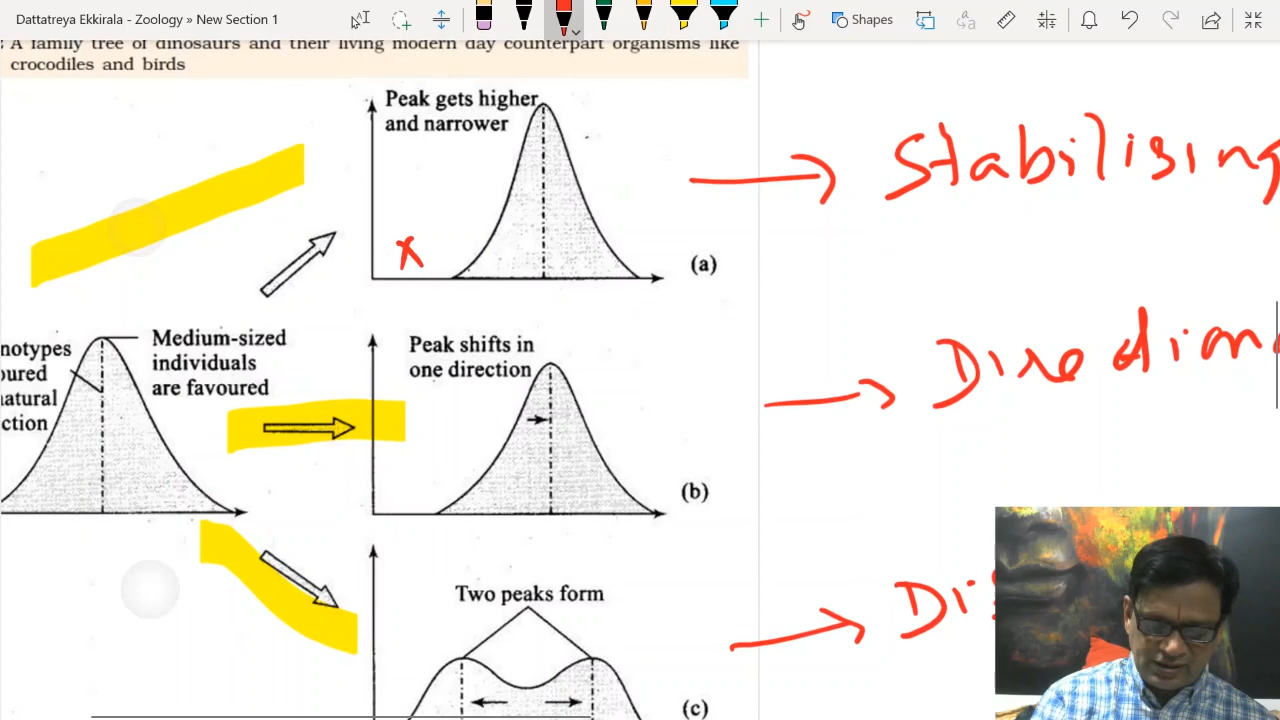 Dattatreya Ekkirala - Zoology » New Section 1
Shapes
A family tree of dinosaurs and their living modern day counterpart organisms like
crocodiles and birds
Peak gets higher
and narrower
Stabilising
X
(a)
notypes
oured
natural
ction
Medium-sized
individuals
are favoured
Peak shifts in
one direction
Direction
(b)
Two peaks form
Dis
(c)